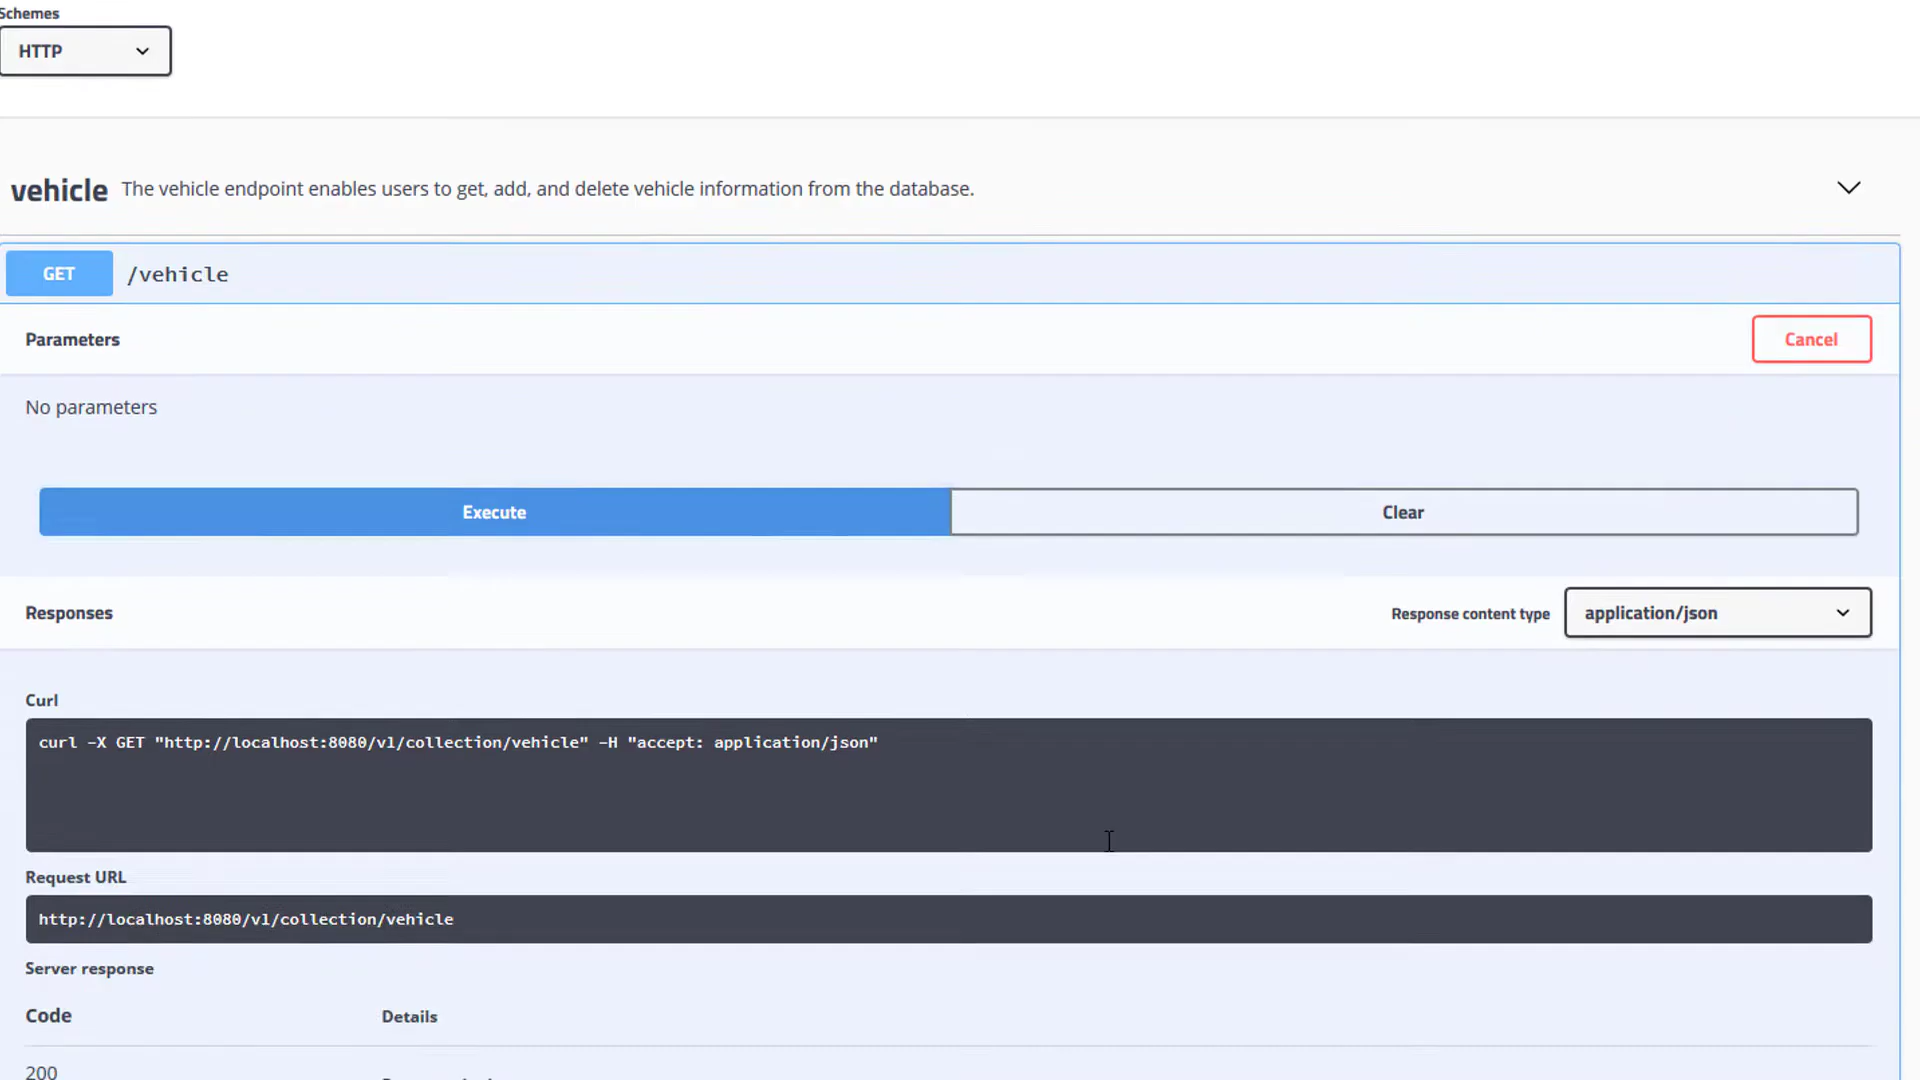 Schemes
HTTP
vehicle The vehicle endpoint enables users to get, add, and delete vehicle information from the database.
GET /vehicle
Parameters Cancel
No parameters
Execute Clear
Responses Response content type application/json
Curl
curl -X GET "http://localhost:8080/v1/collection/vehicle" -H "accept: application/json"
Request URL
http://localhost:8080/v1/collection/vehicle
Server response
Code Details
200